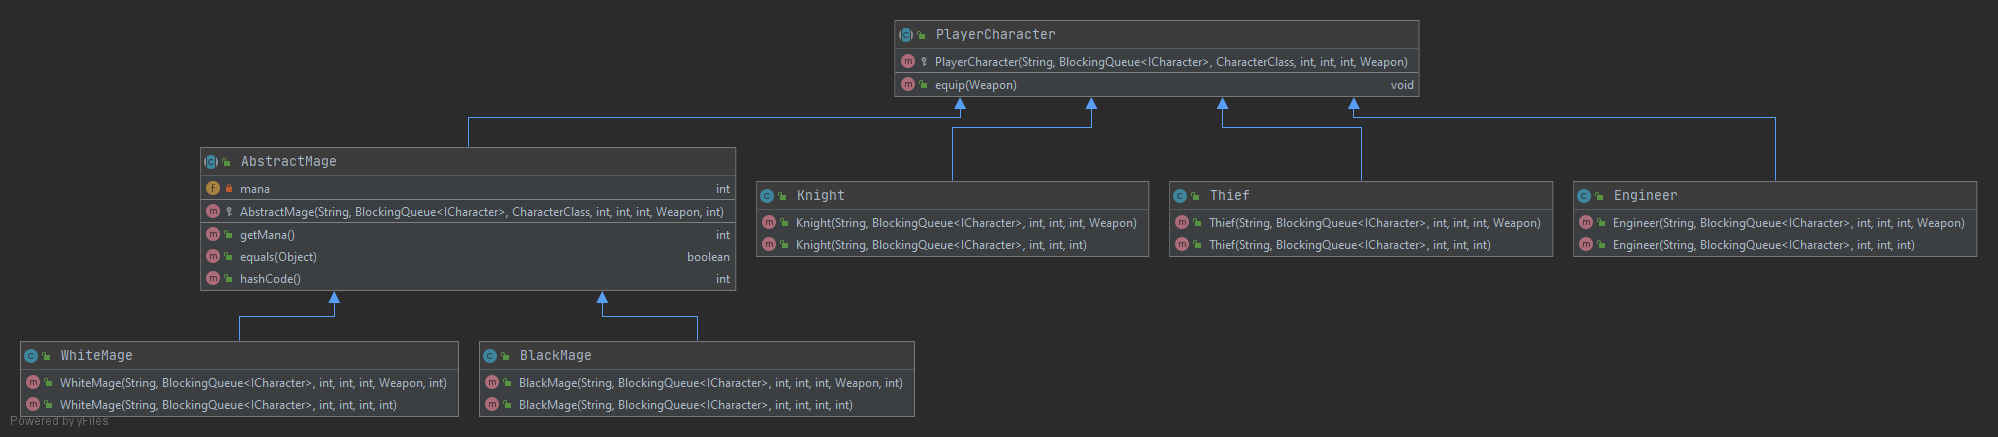 PlayerCharacter
PlayerCharacter(String, BlockingQueue<ICharacter>, CharacterClass, int, int, int, Weapon)
equip(Weapon) void
AbstractMage
mana int
AbstractMage(String, BlockingQueue<ICharacter>, CharacterClass, int, int, int, Weapon, int)
getMana() int
equals(Object) boolean
hashCode() int
Knight
Knight(String, BlockingQueue<ICharacter>, int, int, int, Weapon)
Knight(String, BlockingQueue<ICharacter>, int, int, int)
Thief
Thief(String, BlockingQueue<ICharacter>, int, int, int, Weapon)
Thief(String, BlockingQueue<ICharacter>, int, int, int)
Engineer
Engineer(String, BlockingQueue<ICharacter>, int, int, int, Weapon)
Engineer(String, BlockingQueue<ICharacter>, int, int, int)
WhiteMage
WhiteMage(String, BlockingQueue<ICharacter>, int, int, int, Weapon, int)
WhiteMage(String, BlockingQueue<ICharacter>, int, int, int, int)
BlackMage
BlackMage(String, BlockingQueue<ICharacter>, int, int, int, Weapon, int)
BlackMage(String, BlockingQueue<ICharacter>, int, int, int, int)
Powered by yFiles